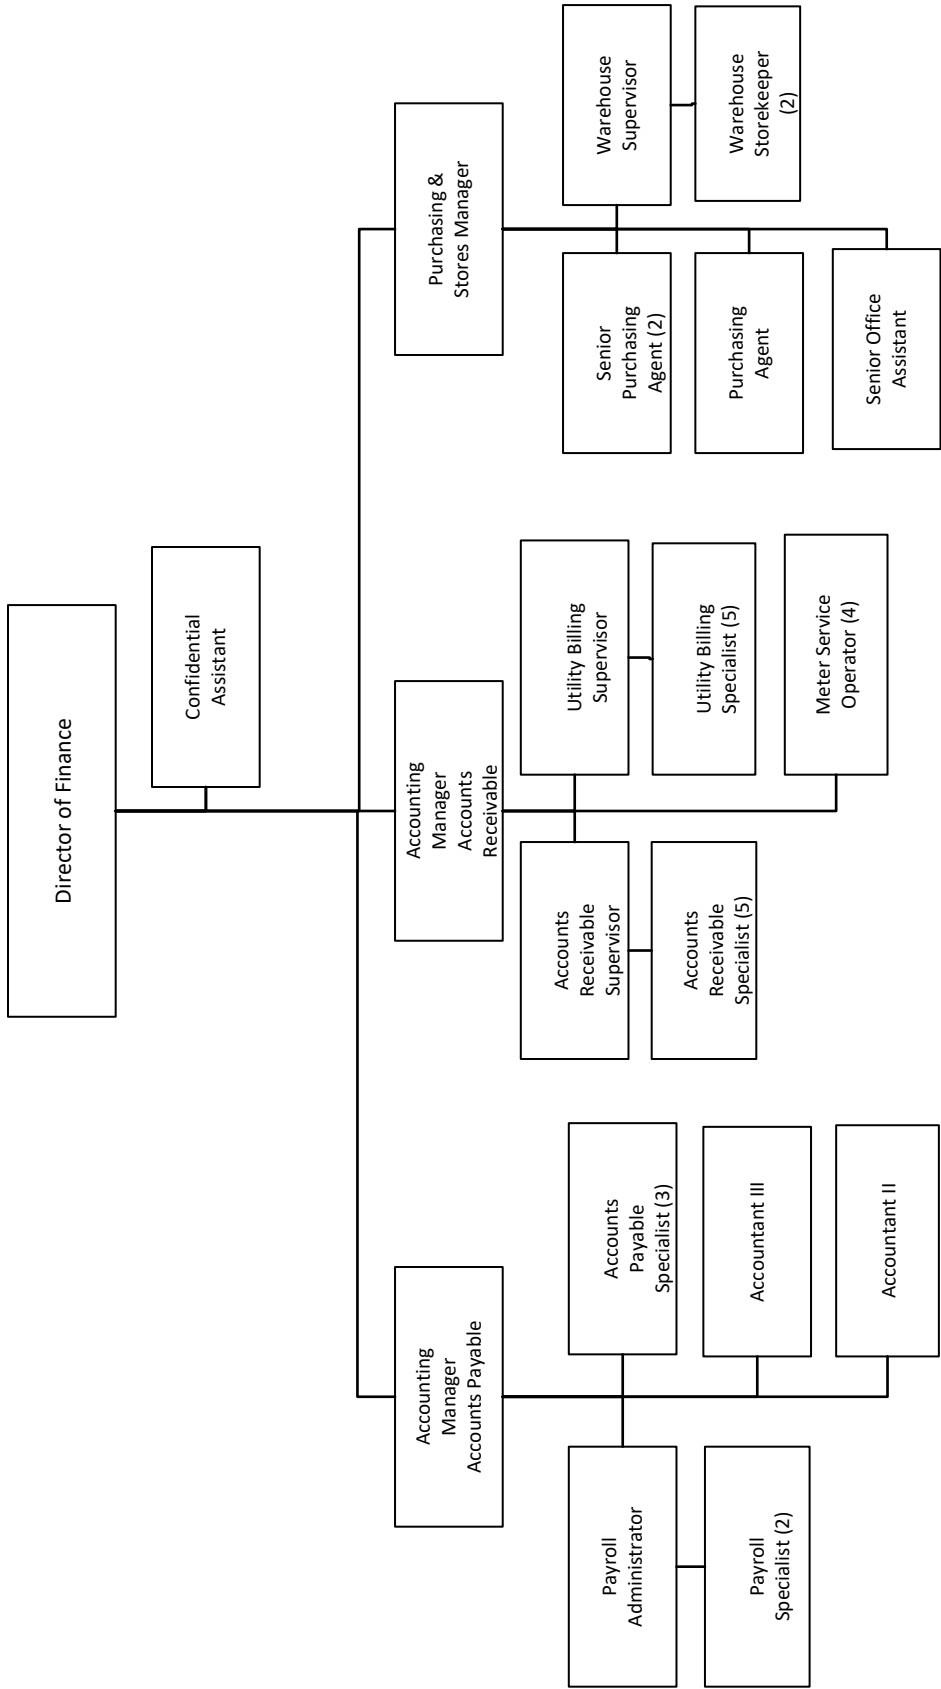 Director of Finance
Confidential
Assistant
Accounting
Manager
Accounts Payable
Accounting
Manager
Accounts
Receivable
Purchasing &
Stores Manager
Payroll
Administrator
Payroll
Specialist (2)
Accounts
Payable
Specialist (3)
Accountant III
Accountant II
Accounts
Receivable
Supervisor
Accounts
Receivable
Specialist (5)
Utility Billing
Supervisor
Utility Billing
Specialist (5)
Meter Service
Operator (4)
Senior
Purchasing
Agent (2)
Purchasing
Agent
Senior Office
Assistant
Warehouse
Supervisor
Warehouse
Storekeeper
(2)